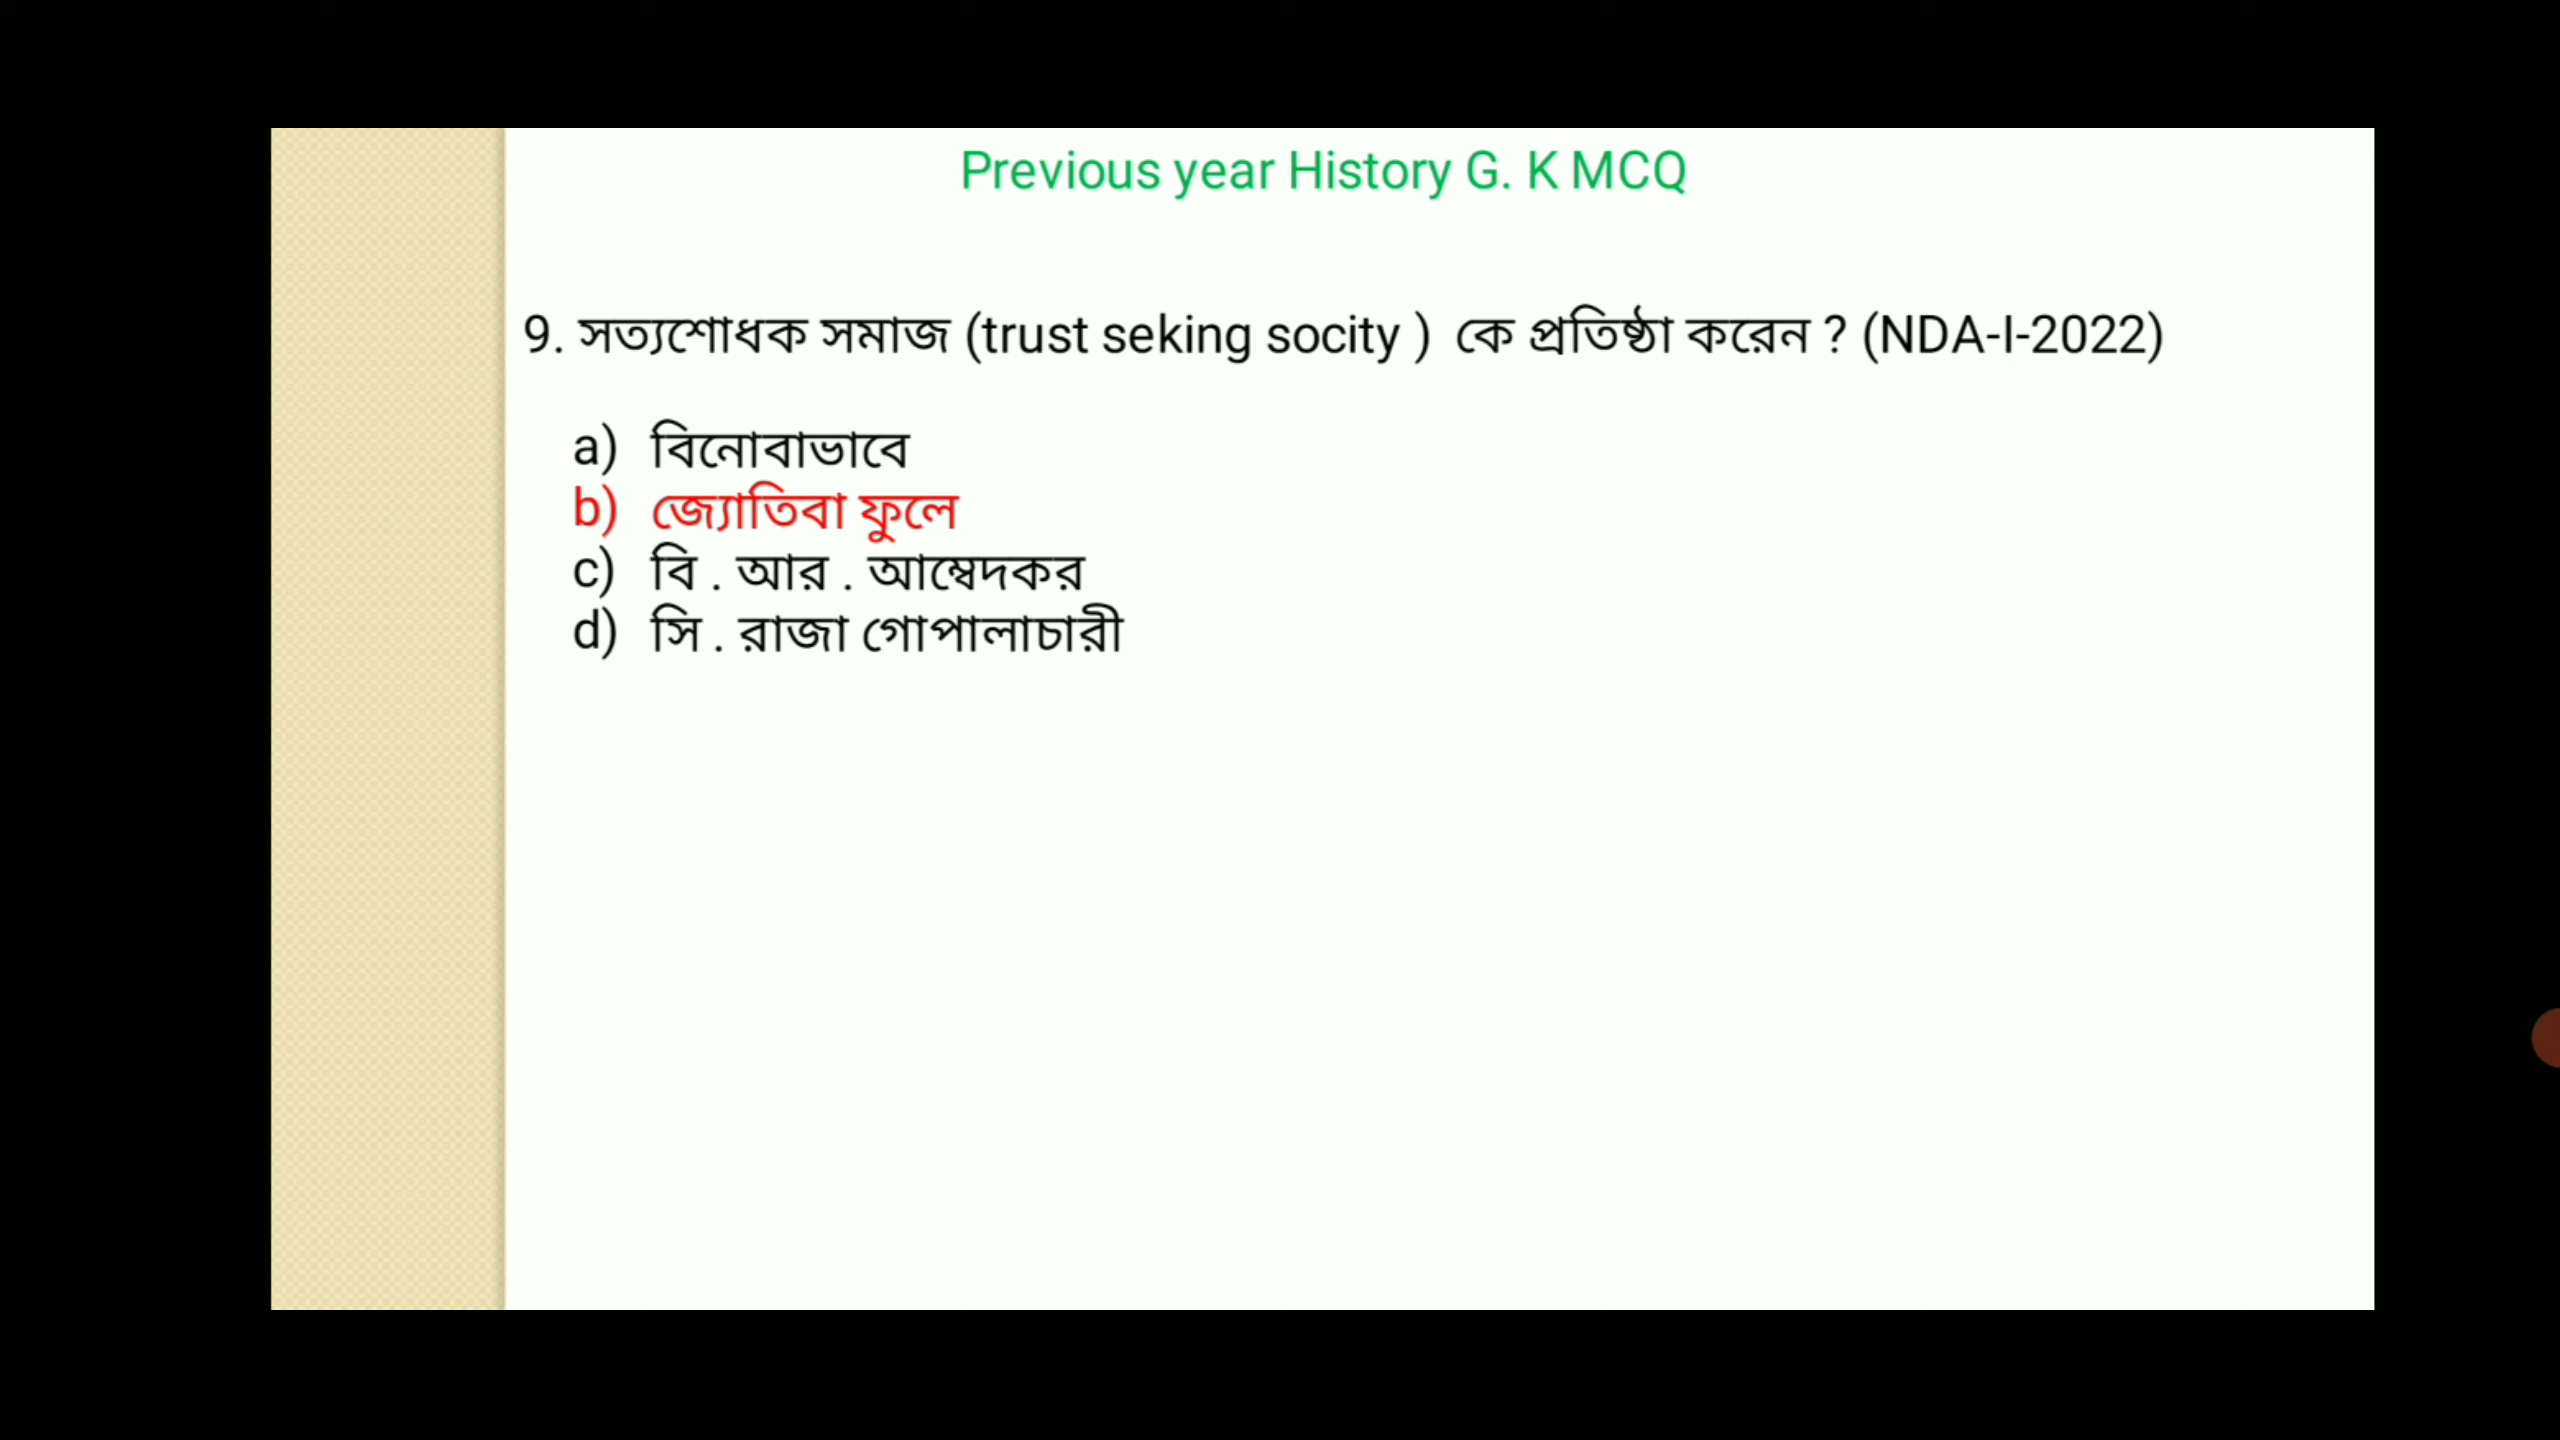 Previous year History G. K MCQ
9. সত্যশোধক সমাজ (trust seking socity ) কে প্রতিষ্ঠা করেন ? (NDA-I-2022)
a) বিনোবাভাবে
b) জ্যোতিবা ফুলে
c) বি . আর . আম্বেদকর
d) সি . রাজা গোপালাচারী